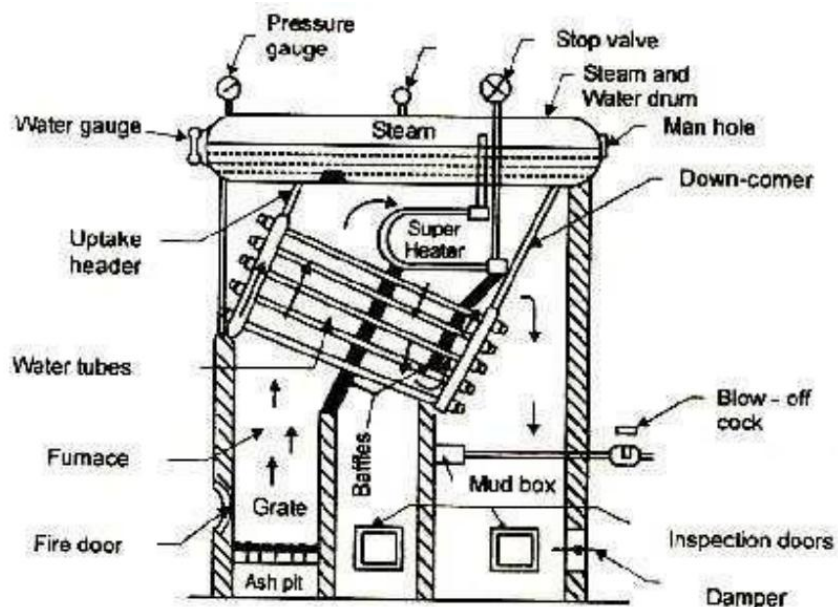 Pressure
gauge
Stop valve
Steam and
Water drum
Water gauge
Steam
Man hole
Down-comer
Uptake
header
Super
Heater
Water tubes
Blow - off
cock
Furnace
Baffles
Mud box
Grate
Fire door
Inspection doors
Ash pit
Damper